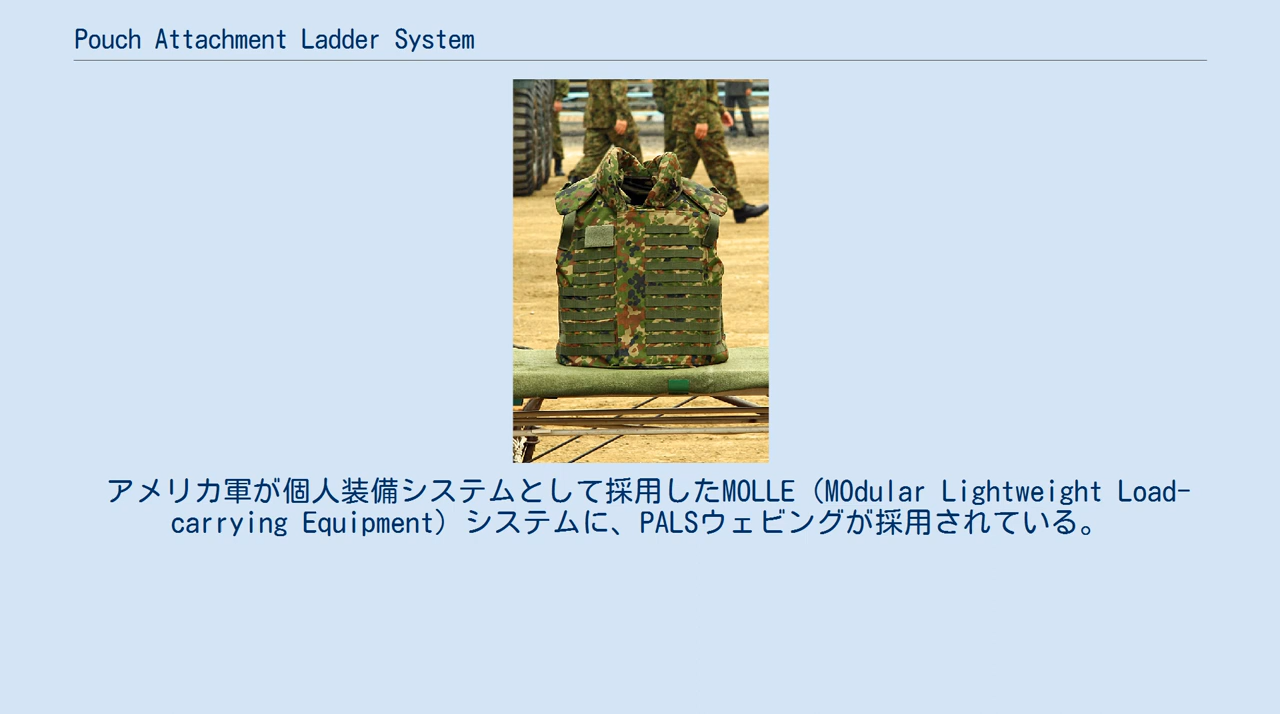 Pouch Attachment Ladder System
アメリカ軍が個人装備システムとして採用したMOLLE（MOdular Lightweight Load-
carrying Equipment）システムに、PALSウェビングが採用されている。